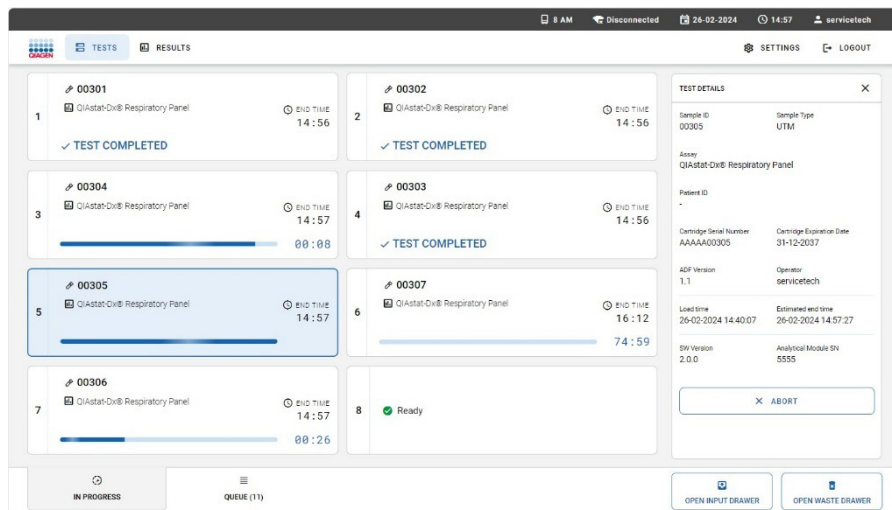 8 AM Disconnected 26-02-2024 14:57 servicetech
QIAGEN TESTS RESULTS SETTINGS LOGOUT
1
00301
QIAstat-Dx® Respiratory Panel
END TIME
14:56
TEST COMPLETED
2
00302
QIAstat-Dx® Respiratory Panel
END TIME
14:56
TEST COMPLETED
3
00304
QIAstat-Dx® Respiratory Panel
END TIME
14:57
00:08
4
00303
QIAstat-Dx® Respiratory Panel
END TIME
14:56
TEST COMPLETED
5
00305
QIAstat-Dx® Respiratory Panel
END TIME
14:57
6
00307
QIAstat-Dx® Respiratory Panel
END TIME
16:12
74:59
7
00306
QIAstat-Dx® Respiratory Panel
END TIME
14:57
00:26
8
Ready
TEST DETAILS
Sample ID Sample Type
00305 UTM
Assay
QIAstat-Dx® Respiratory Panel
Patient ID
-
Cartridge Serial Number Cartridge Expiration Date
AAAAA00305 31-12-2037
ADF Version Operator
1.1 servicetech
Load time Estimated end time
26-02-2024 14:40:07 26-02-2024 14:57:27
SW Version Analytical Module SN
2.0.0 5555
ABORT
IN PROGRESS QUEUE (11) OPEN INPUT DRAWER OPEN WASTE DRAWER